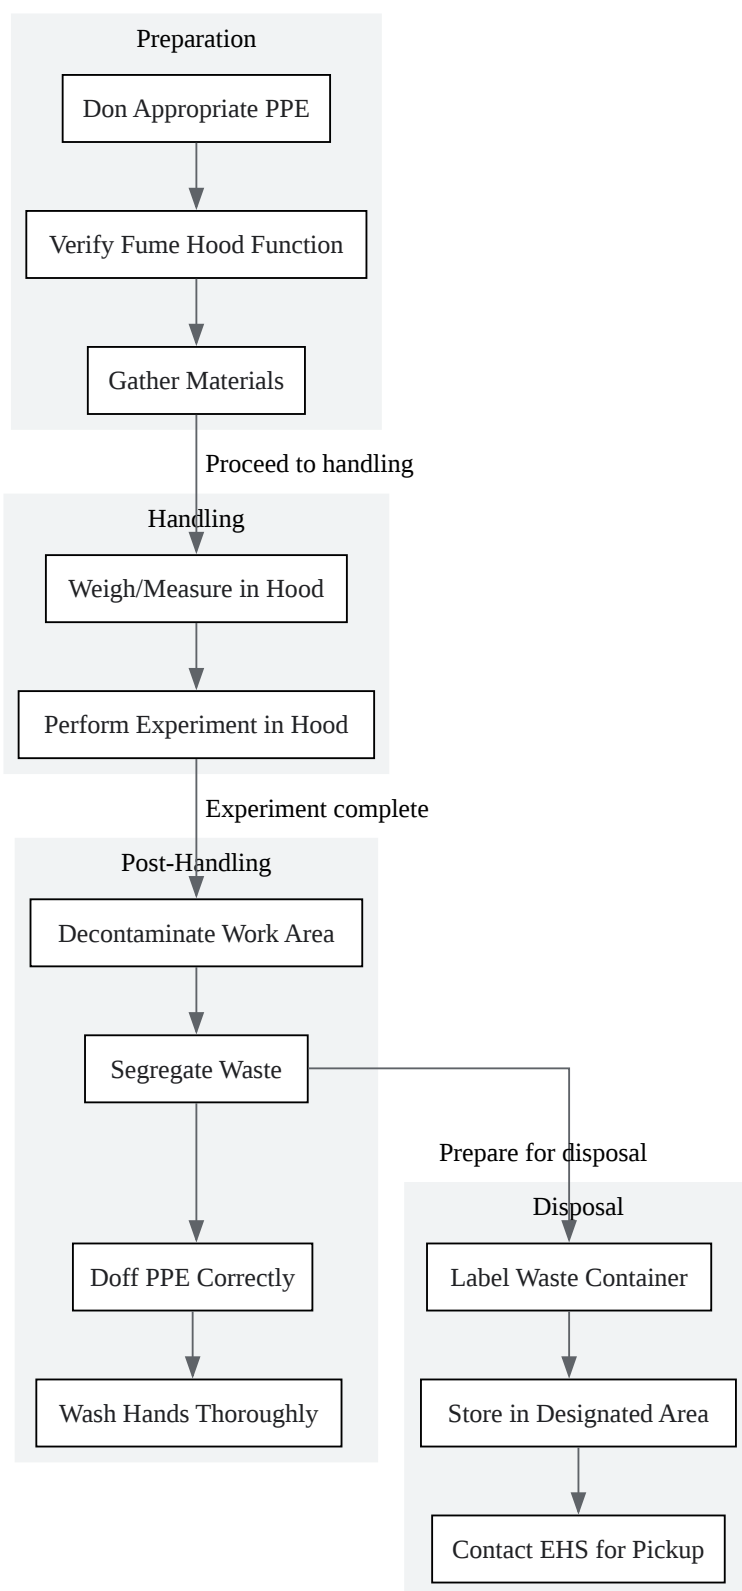 Preparation
Don Appropriate PPE
Verify Fume Hood Function
Gather Materials
Proceed to handling
Handling
Weigh/Measure in Hood
Perform Experiment in Hood
Experiment complete
Post-Handling
Decontaminate Work Area
Segregate Waste
Prepare for disposal
Disposal
Doff PPE Correctly
Label Waste Container
Wash Hands Thoroughly
Store in Designated Area
Contact EHS for Pickup